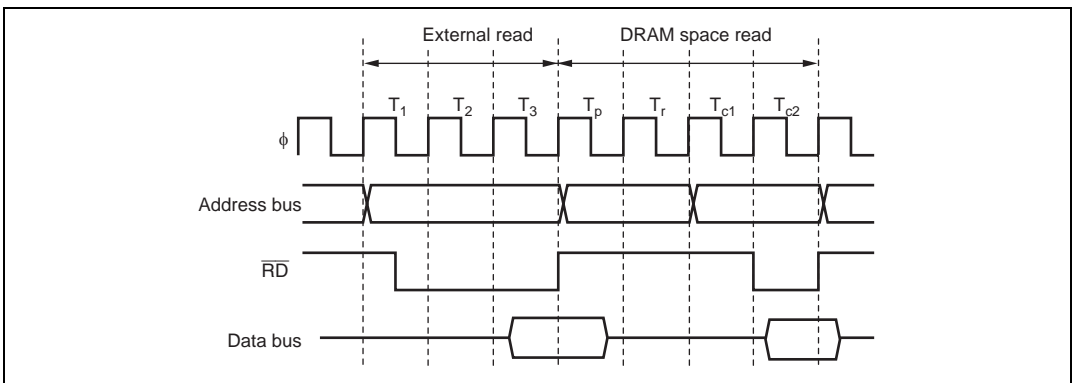 External read DRAM space read
T1 T2 T3 Tp Tr Tc1 Tc2
ϕ
Address bus
RD
Data bus